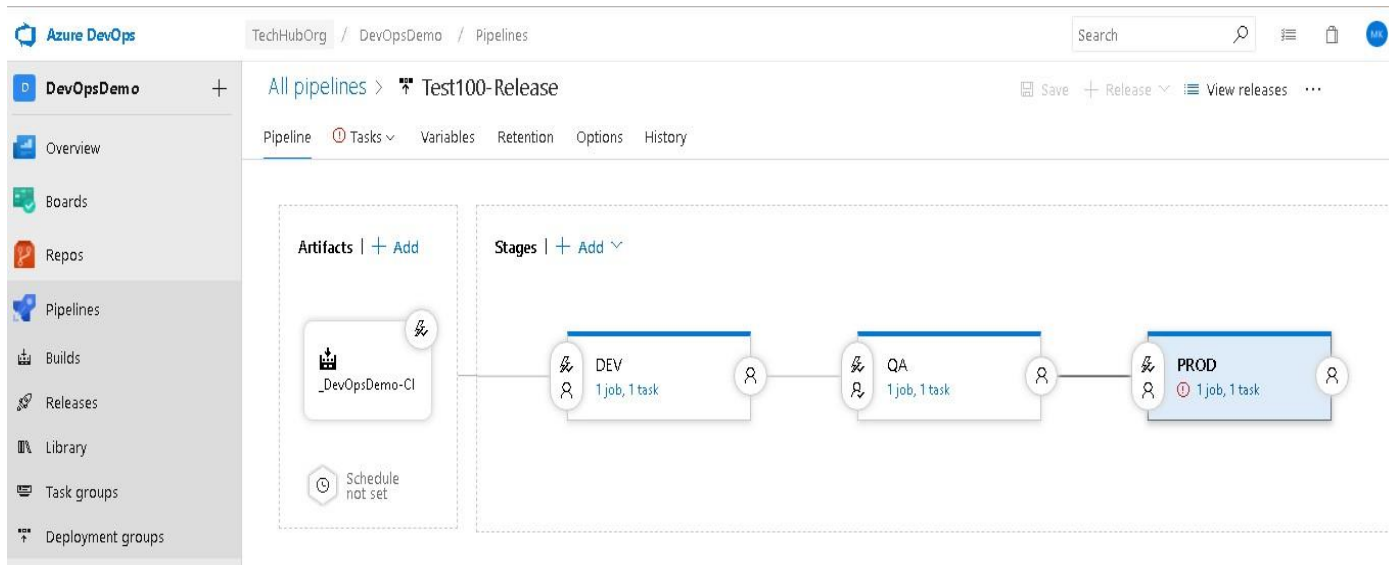 Azure DevOps
TechHubOrg / DevOpsDemo / Pipelines
Search
MK
D DevOpsDemo
All pipelines > Test100-Release
Save + Release View releases ...
Pipeline Tasks Variables Retention Options History
Overview
Boards
Repos
Pipelines
Builds
Releases
Library
Task groups
Deployment groups
Artifacts | + Add
Stages | + Add
_DevOpsDemo-CI
Schedule
not set
DEV
1 job, 1 task
QA
1 job, 1 task
PROD
1 job, 1 task